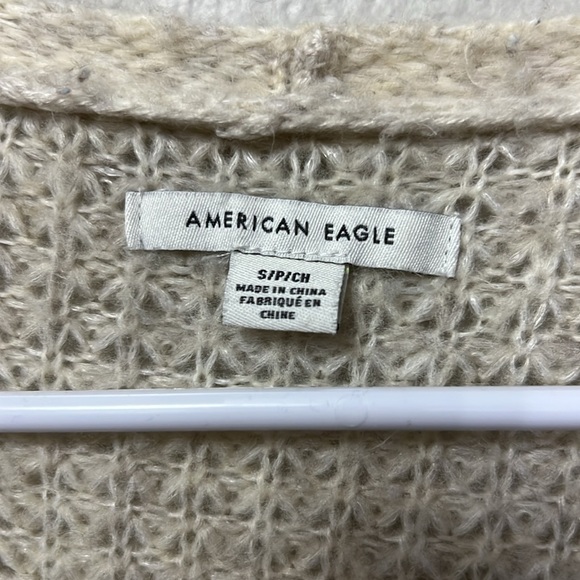 AMERICAN EAGLE
S/P/CH
MADE IN CHINA
FABRIQUÉ EN
CHINE